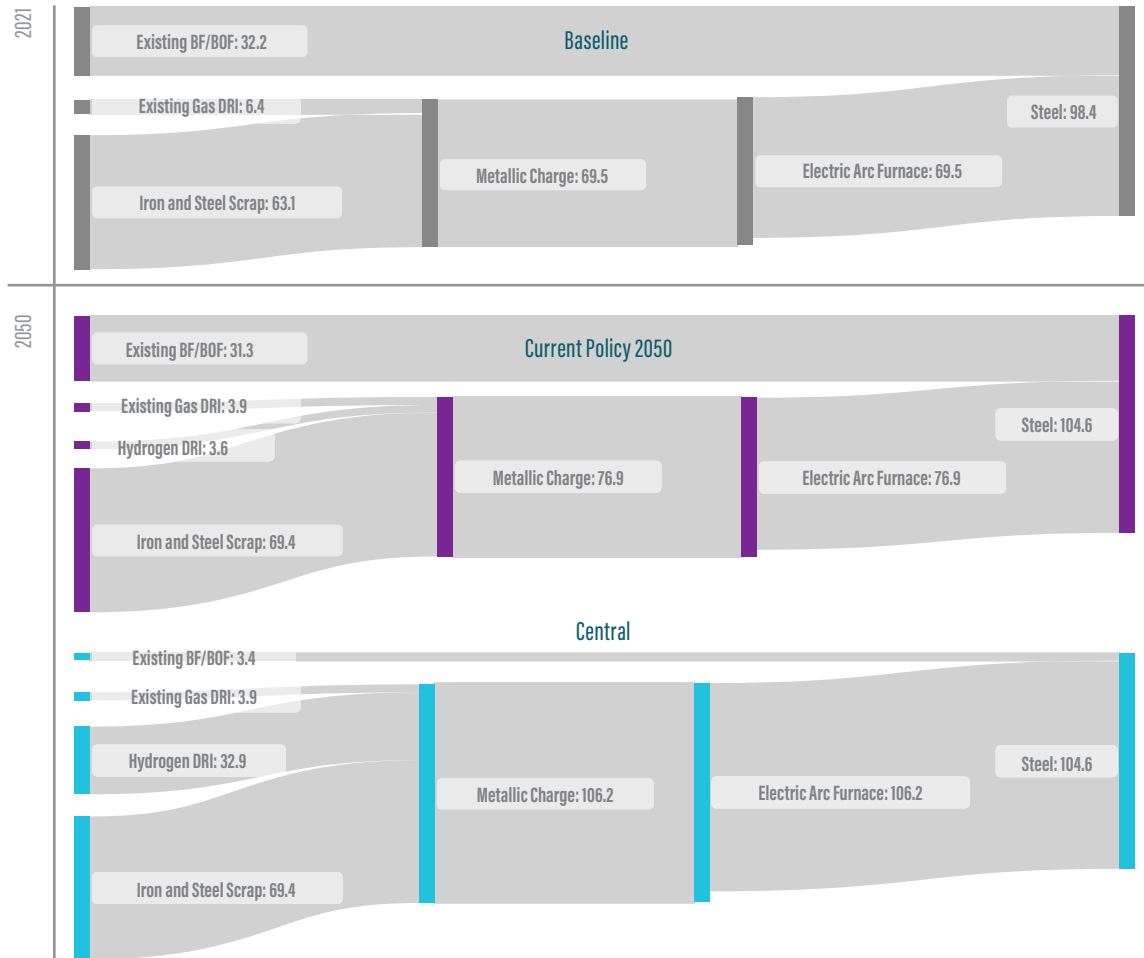 2021
Baseline
Existing BF/BOF: 32.2
Existing Gas DRI: 6.4
Iron and Steel Scrap: 63.1
Metallic Charge: 69.5
Electric Arc Furnace: 69.5
Steel: 98.4
2050
Current Policy 2050
Existing BF/BOF: 31.3
Existing Gas DRI: 3.9
Hydrogen DRI: 3.6
Iron and Steel Scrap: 69.4
Metallic Charge: 76.9
Electric Arc Furnace: 76.9
Steel: 104.6
Central
Existing BF/BOF: 3.4
Existing Gas DRI: 3.9
Hydrogen DRI: 32.9
Iron and Steel Scrap: 69.4
Metallic Charge: 106.2
Electric Arc Furnace: 106.2
Steel: 104.6